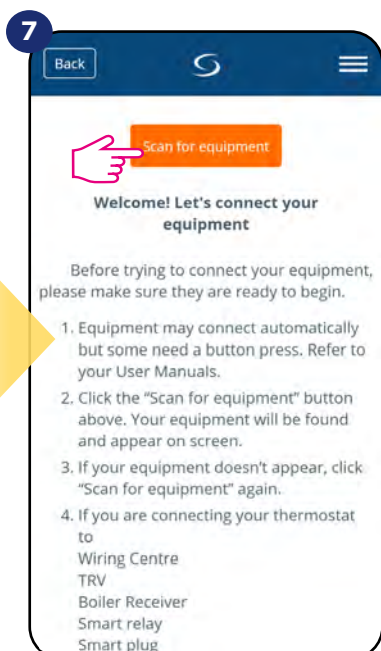 7
Back
Scan for equipment
Welcome! Let's connect your
equipment
Before trying to connect your equipment,
please make sure they are ready to begin.
1. Equipment may connect automatically
but some need a button press. Refer to
your User Manuals.
2. Click the “Scan for equipment” button
above. Your equipment will be found
and appear on screen.
3. If your equipment doesn’t appear, click
“Scan for equipment” again.
4. If you are connecting your thermostat
to
Wiring Centre
TRV
Boiler Receiver
Smart relay
Smart plug